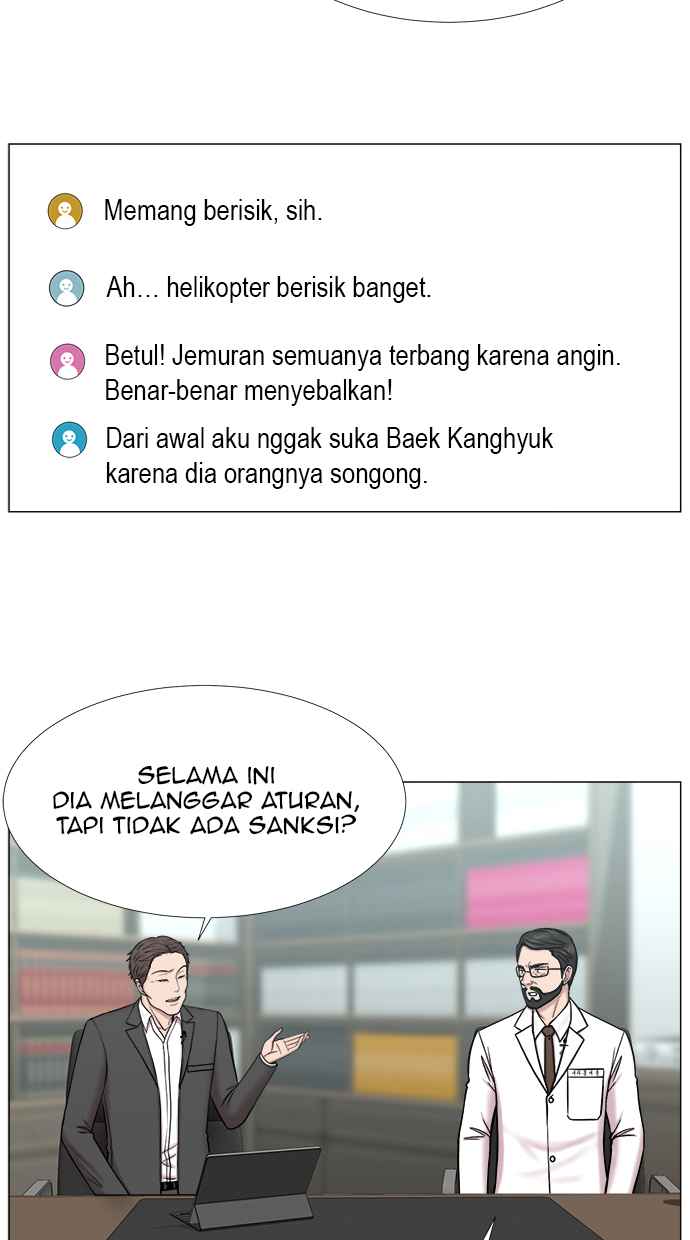 Memang berisik, sih.
Ah... helikopter berisik banget.
Betul! Jemuran semuanya terbang karena angin.
Benar-benar menyebalkan!
Dari awal aku nggak suka Baek Kanghyuk
karena dia orangnya songong.
SELAMA INI
DIA MELANGGAR ATURAN,
TAPI TIDAK ADA SANKSI?